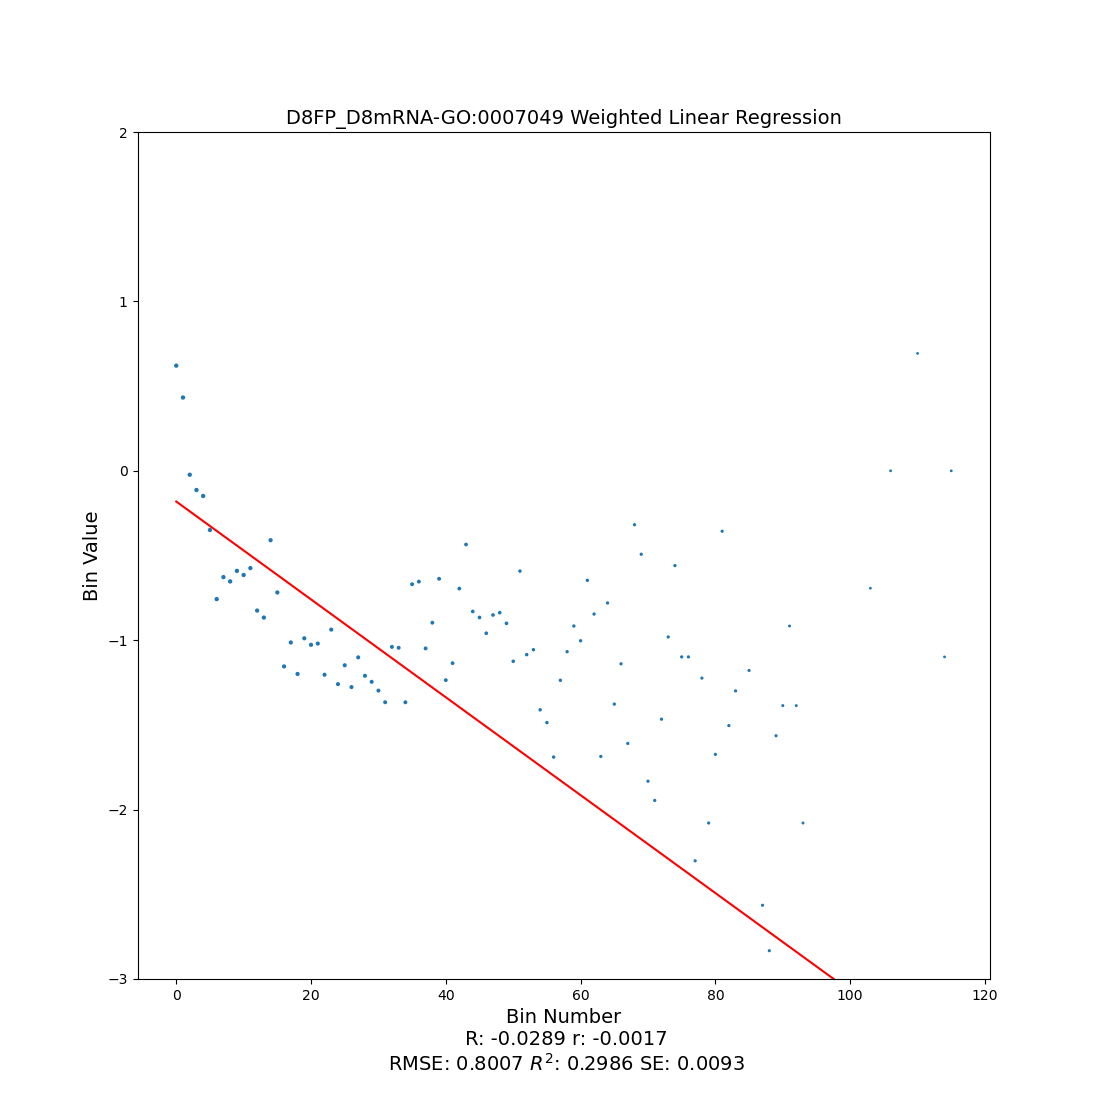 D8FP_D8mRNA-GO:0007049 Weighted Linear Regression
2
1
0
−1
−2
−3
Bin Value
0 20 40 60 80 100 120
Bin Number
R: -0.0289 r: -0.0017
RMSE: 0.8007 R²: 0.2986 SE: 0.0093